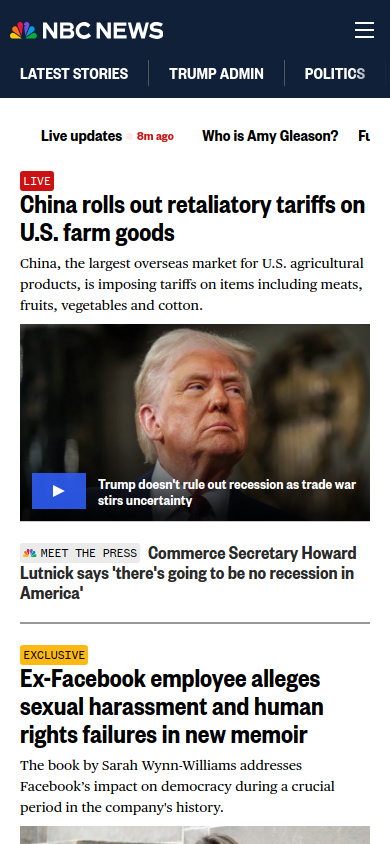 NBC NEWS
LATEST STORIES
TRUMP ADMIN
POLITICS
Live updates
8m ago
Who is Amy Gleason?
Fu
LIVE
China rolls out retaliatory tariffs on
U.S. farm goods
China, the largest overseas market for U.S. agricultural
products, is imposing tariffs on items including meats,
fruits, vegetables and cotton.
Trump doesn't rule out recession as trade war
stirs uncertainty
MEET THE PRESS Commerce Secretary Howard
Lutnick says 'there's going to be no recession in
America'
EXCLUSIVE
Ex-Facebook employee alleges
sexual harassment and human
rights failures in new memoir
The book by Sarah Wynn-Williams addresses
Facebook’s impact on democracy during a crucial
period in the company's history.